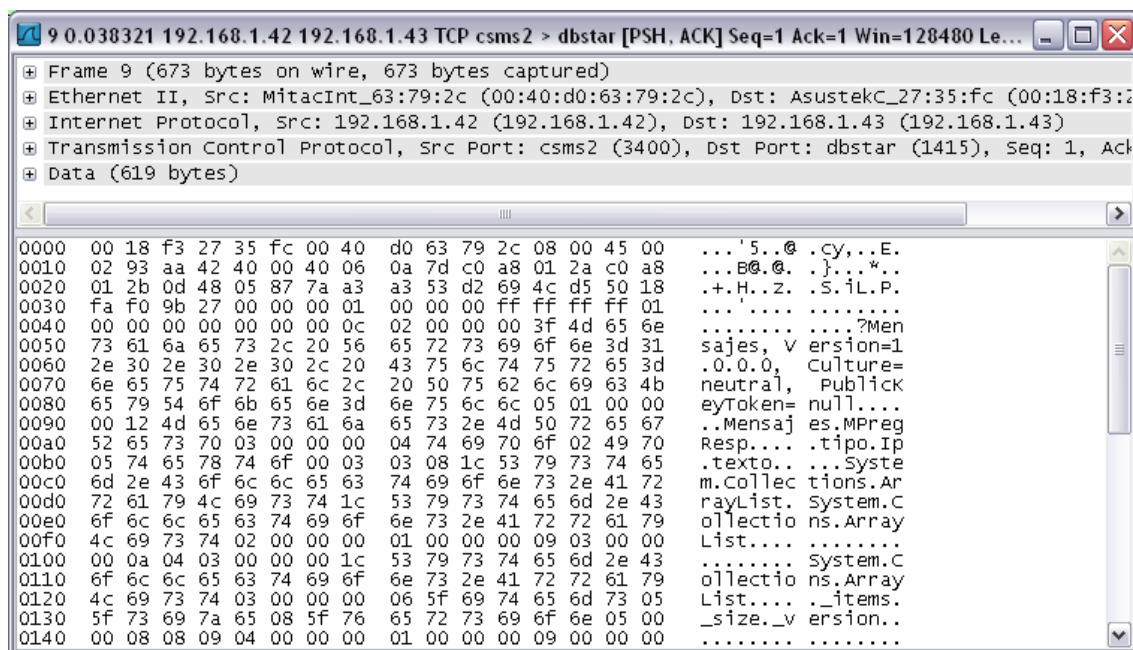 9 0.038321 192.168.1.42 192.168.1.43 TCP csms2 > dbstar [PSH, ACK] Seq=1 Ack=1 Win=128480 Le...
Frame 9 (673 bytes on wire, 673 bytes captured)
Ethernet II, Src: MitacInt_63:79:2c (00:40:d0:63:79:2c), Dst: AsustekC_27:35:fc (00:18:f3:2
Internet Protocol, Src: 192.168.1.42 (192.168.1.42), Dst: 192.168.1.43 (192.168.1.43)
Transmission Control Protocol, Src Port: csms2 (3400), Dst Port: dbstar (1415), Seq: 1, Ack
Data (619 bytes)
0000 00 18 f3 27 35 fc 00 40 d0 63 79 2c 08 00 45 00 ...'5..@ .cy,..E.
0010 02 93 aa 42 40 00 40 06 0a 7d c0 a8 01 2a c0 a8 ...B@.@. .}...*..
0020 01 2b 0d 48 05 87 7a a3 a3 53 d2 69 4c d5 50 18 .+.H..z. .S.iL.P.
0030 fa f0 9b 27 00 00 00 01 00 00 00 ff ff ff ff 01 ...'.... ........
0040 00 00 00 00 00 00 00 0c 02 00 00 00 3f 4d 65 6e ........ ....?Men
0050 73 61 6a 65 73 2c 20 56 65 72 73 69 6f 6e 3d 31 sajes, V ersion=1
0060 2e 30 2e 30 2e 30 2c 20 43 75 6c 74 75 72 65 3d .0.0.0, Culture=
0070 6e 65 75 74 72 61 6c 2c 20 50 75 62 6c 69 63 4b neutral, PublicK
0080 65 79 54 6f 6b 65 6e 3d 6e 75 6c 6c 05 01 00 00 eyToken= null....
0090 00 12 4d 65 6e 73 61 6a 65 73 2e 4d 50 72 65 67 ..Mensaj es.MPreg
00a0 52 65 73 70 03 00 00 00 04 74 69 70 6f 02 49 70 Resp.... .tipo.Ip
00b0 05 74 65 78 74 6f 00 03 03 08 1c 53 79 73 74 65 .texto.. ...Syste
00c0 6d 2e 43 6f 6c 6c 65 63 74 69 6f 6e 73 2e 41 72 m.Collec tions.Ar
00d0 72 61 79 4c 69 73 74 1c 53 79 73 74 65 6d 2e 43 rayList. System.C
00e0 6f 6c 6c 65 63 74 69 6f 6e 73 2e 41 72 72 61 79 ollectio ns.Array
00f0 4c 69 73 74 02 00 00 00 01 00 00 00 09 03 00 00 List.... ........
0100 00 0a 04 03 00 00 00 1c 53 79 73 74 65 6d 2e 43 ........ System.C
0110 6f 6c 6c 65 63 74 69 6f 6e 73 2e 41 72 72 61 79 ollectio ns.Array
0120 4c 69 73 74 03 00 00 00 06 5f 69 74 65 6d 73 05 List.... ._items.
0130 5f 73 69 7a 65 08 5f 76 65 72 73 69 6f 6e 05 00 _size._v ersion..
0140 00 08 08 09 04 00 00 00 01 00 00 00 09 00 00 00 ........ ........